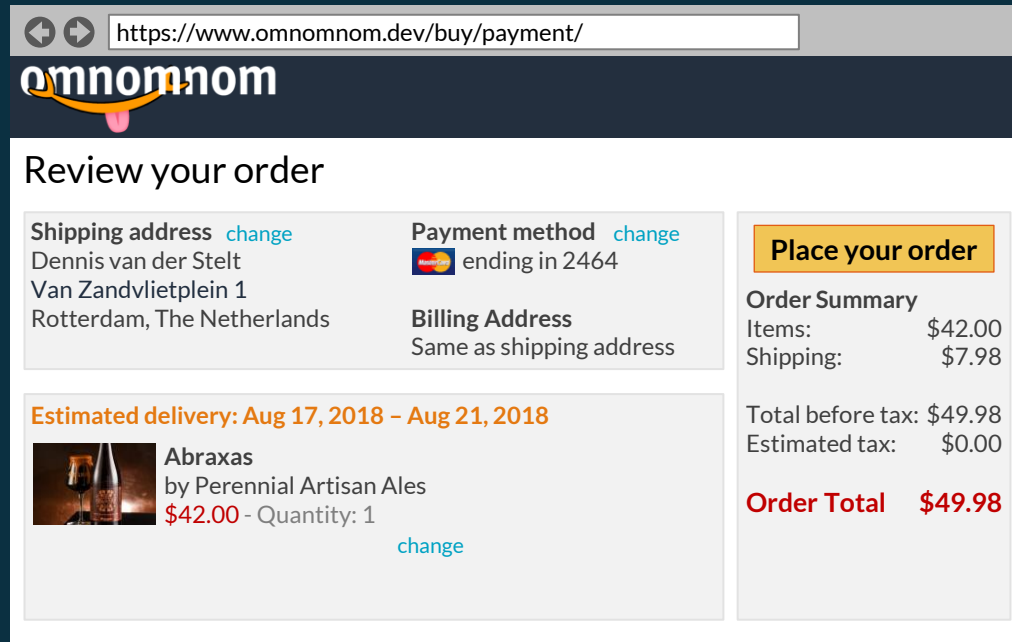 https://www.omnomnom.dev/buy/payment/
omnomnom
Review your order
Shipping address change
Dennis van der Stelt
Van Zandvlietplein 1
Rotterdam, The Netherlands
Payment method change
MasterCard ending in 2464
Billing Address
Same as shipping address
Place your order
Order Summary
Items: $42.00
Shipping: $7.98
Total before tax: $49.98
Estimated tax: $0.00
Order Total $49.98
Estimated delivery: Aug 17, 2018 – Aug 21, 2018
Abraxas
by Perennial Artisan Ales
$42.00 - Quantity: 1
change